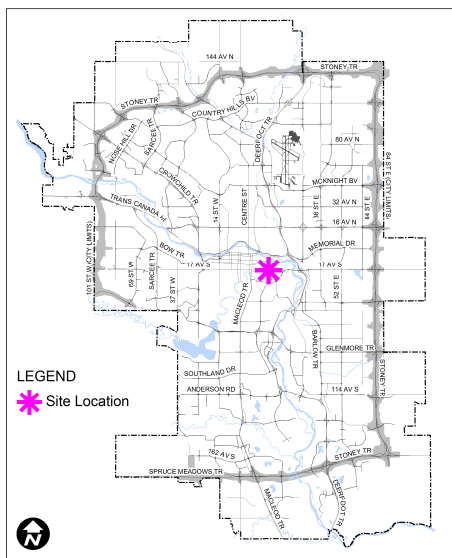 144 AV N
STONEY TR
STONEY TR
COUNTRY HILLS BV
DEERFOOT TR
NOSE HILL DR
SARCEE TR
80 AV N
CROWCHILD TR
14 ST W
CENTRE ST
MCKNIGHT BV
36 ST E
32 AV N
44 ST E
84 ST E (CITY LIMITS)
16 AV N
TRANS CANADA H
MEMORIAL DR
BOW TR
17 AV S
17 AV S
101 ST W (CITY LIMITS)
69 ST W
SARCEE TR
37 ST W
MACLEOD TR
52 ST E
BARLOW TR
GLENMORE TR
STONEY TR
SOUTHLAND DR
ANDERSON RD
114 AV S
LEGEND
Site Location
162 AV S
STONEY TR
SPRUCE MEADOWS TR
MACLEOD TR
DEERFOOT TR
N